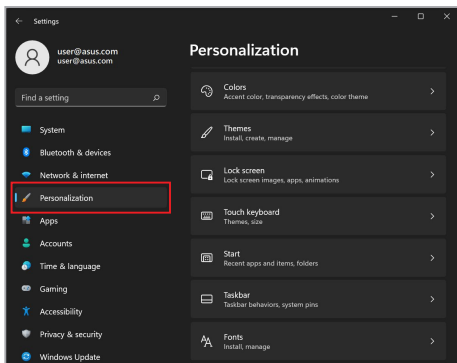 Settings
user@asus.com
user@asus.com
Find a setting
System
Bluetooth & devices
Network & internet
Personalization
Apps
Accounts
Time & language
Gaming
Accessibility
Privacy & security
Windows Update
Personalization
Colors
Accent color, transparency effects, color theme
Themes
Install, create, manage
Lock screen
Lock screen images, apps, animations
Touch keyboard
Themes, size
Start
Recent apps and items, folders
Taskbar
Taskbar behaviors, system pins
Fonts
Install, manage